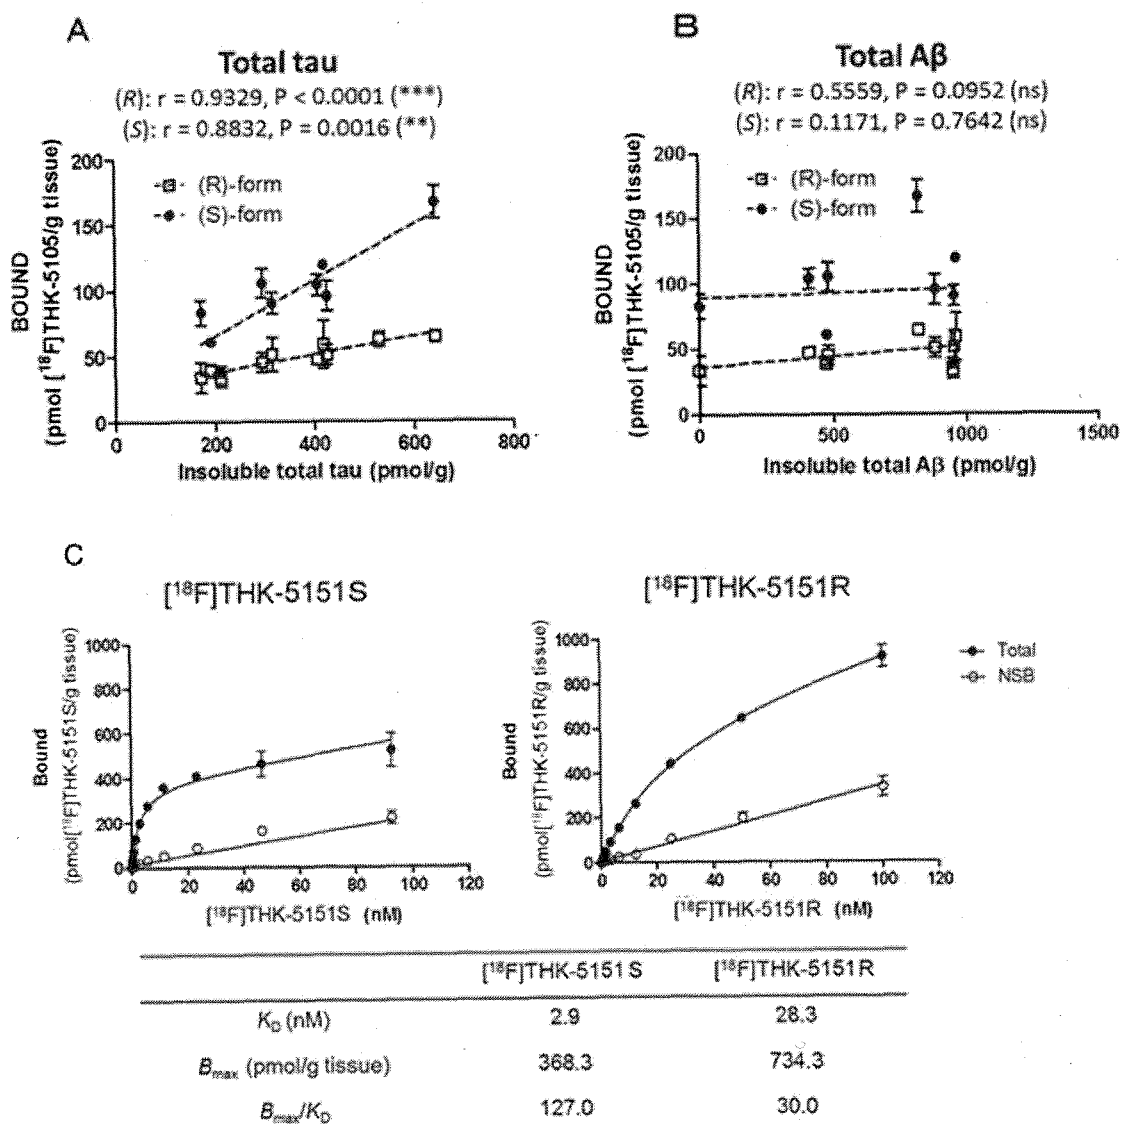 A
Total tau
(R): r = 0.9329, P < 0.0001 (***)
(S): r = 0.8832, P = 0.0016 (**)
BOUND
(pmol [¹⁸F]THK-5105/g tissue)
200
150
100
50
0
(R)-form
(S)-form
0 200 400 600 800
Insoluble total tau (pmol/g)
B
Total Aβ
(R): r = 0.5559, P = 0.0952 (ns)
(S): r = 0.1171, P = 0.7642 (ns)
BOUND
(pmol [¹⁸F]THK-5105/g tissue)
200
150
100
50
0
(R)-form
(S)-form
0 500 1000 1500
Insoluble total Aβ (pmol/g)
C
[¹⁸F]THK-5151S
Bound
(pmol[¹⁸F]THK-5151S/g tissue)
1000
800
600
400
200
0
0 20 40 60 80 100 120
[¹⁸F]THK-5151S (nM)
[¹⁸F]THK-5151R
Bound
(pmol[¹⁸F]THK-5151R/g tissue)
1000
800
600
400
200
0
0 20 40 60 80 100 120
[¹⁸F]THK-5151R (nM)
Total
NSB
[¹⁸F]THK-5151S [¹⁸F]THK-5151R
K_D (nM) 2.9 28.3
B_max (pmol/g tissue) 368.3 734.3
B_max/K_D 127.0 30.0